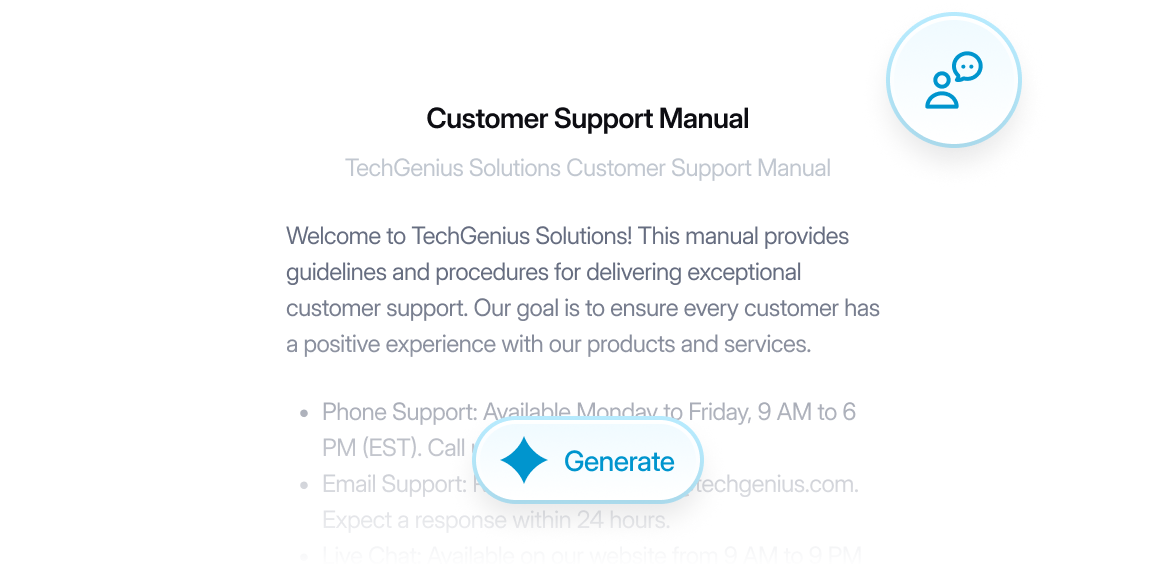 Customer Support Manual
TechGenius Solutions Customer Support Manual
Welcome to TechGenius Solutions! This manual provides
guidelines and procedures for delivering exceptional
customer support. Our goal is to ensure every customer has
a positive experience with our products and services.
• Phone Support: Available Monday to Friday, 9 AM to 6
PM (EST). Call
Generate
• Email Support: techgenius.com.
Expect a response within 24 hours.
• Live Chat: Available on our website from 9 AM to 9 PM